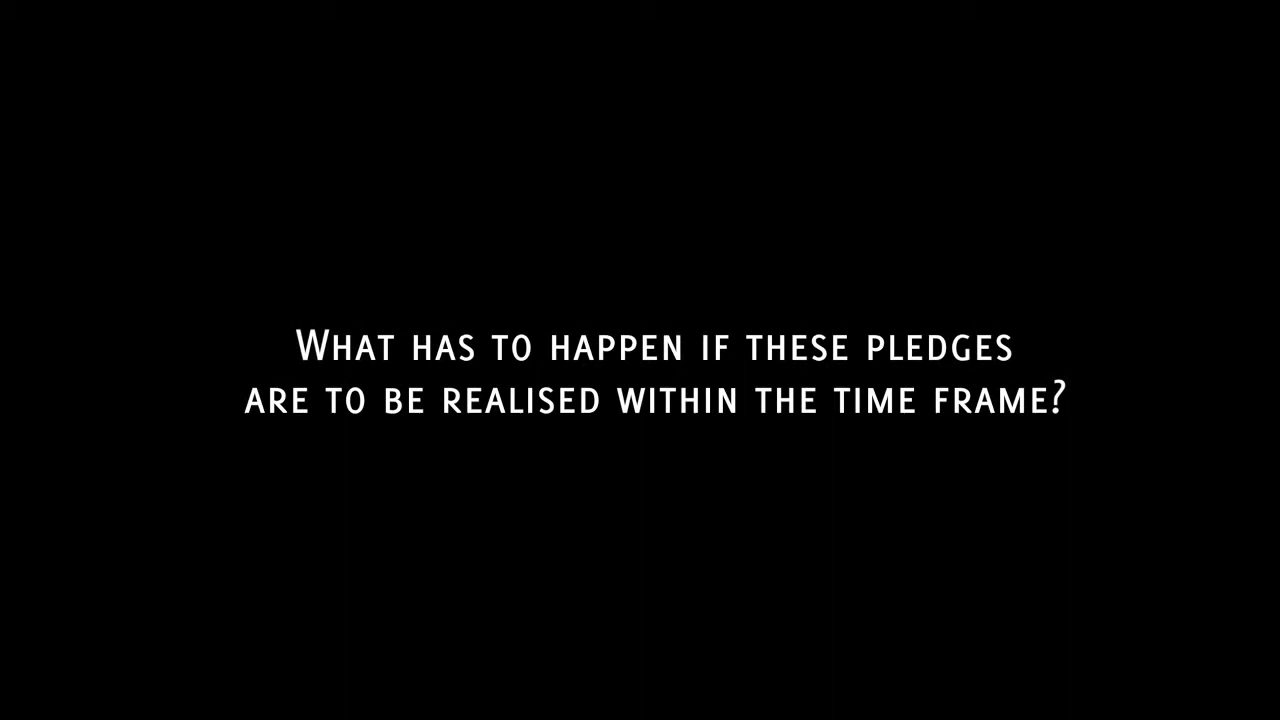 What has to happen if these pledges
are to be realised within the time frame?